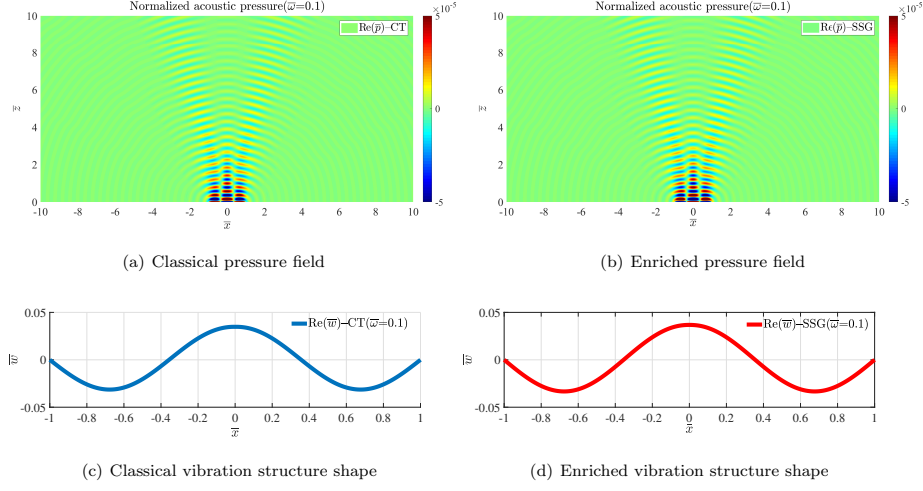 Normalized acoustic pressure(ω̅=0.1)
×10⁻⁵
Re(p̅)–CT
10
8
6
4
2
0
z̅
-10 -8 -6 -4 -2 0 2 4 6 8 10
x̅
5
0
-5
(a) Classical pressure field
Normalized acoustic pressure(ω̅=0.1)
×10⁻⁵
Re(p̅)–SSG
10
8
6
4
2
0
z̅
-10 -8 -6 -4 -2 0 2 4 6 8 10
x̅
5
0
-5
(b) Enriched pressure field
Re(w̅)–CT(ω̅=0.1)
0.05
0
-0.05
w̅
-1 -0.8 -0.6 -0.4 -0.2 0 0.2 0.4 0.6 0.8 1
x̅
(c) Classical vibration structure shape
Re(w̅)–SSG(ω̅=0.1)
0.05
0
-0.05
w̅
-1 -0.8 -0.6 -0.4 -0.2 0 0.2 0.4 0.6 0.8 1
x̅
(d) Enriched vibration structure shape